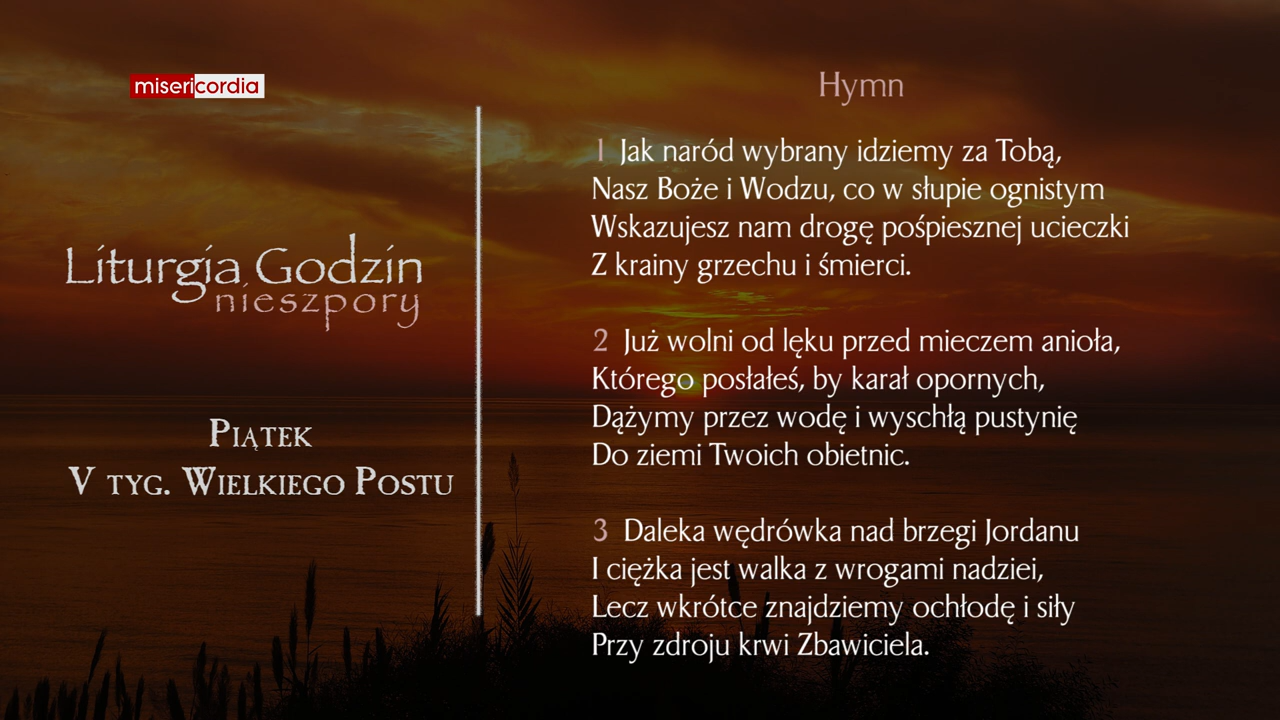 misericordia
Liturgia Godzin
nieszpory
Piątek
V tyg. Wielkiego Postu
Hymn
1 Jak naród wybrany idziemy za Tobą,
Nasz Boże i Wodzu, co w słupie ognistym
Wskazujesz nam drogę pośpiesznej ucieczki
Z krainy grzechu i śmierci.
2 Już wolni od lęku przed mieczem anioła,
Którego posłałeś, by karał opornych,
Dążymy przez wodę i wyschłą pustynię
Do ziemi Twoich obietnic.
3 Daleka wędrówka nad brzegi Jordanu
I ciężka jest walka z wrogami nadziei,
Lecz wkrótce znajdziemy ochłodę i siły
Przy zdroju krwi Zbawiciela.